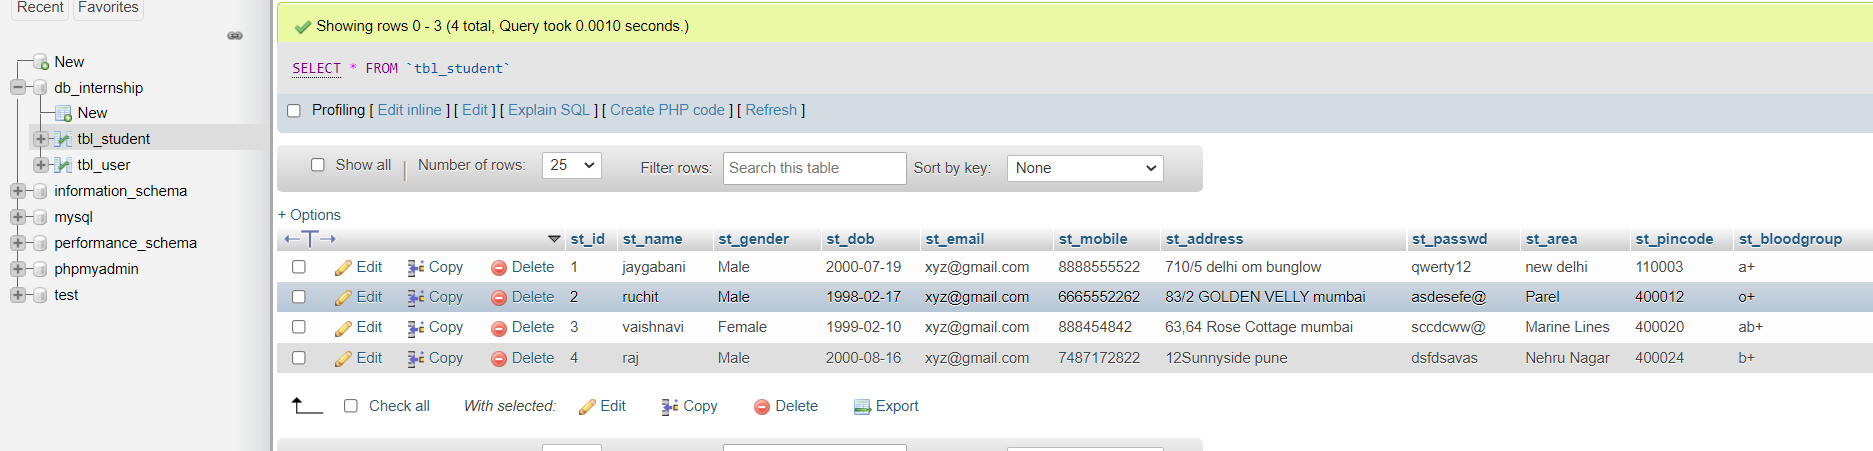 Recent Favorites
New
db_internship
New
tbl_student
tbl_user
information_schema
mysql
performance_schema
phpmyadmin
test
Showing rows 0 - 3 (4 total, Query took 0.0010 seconds.)
SELECT * FROM `tbl_student`
Profiling [ Edit inline ] [ Edit ] [ Explain SQL ] [ Create PHP code ] [ Refresh ]
Show all | Number of rows: 25 Filter rows: Search this table Sort by key: None
+ Options
←T→ st_id st_name st_gender st_dob st_email st_mobile st_address st_passwd st_area st_pincode st_bloodgroup
Edit Copy Delete 1 jaygabani Male 2000-07-19 xyz@gmail.com 8888555522 710/5 delhi om bunglow qwerty12 new delhi 110003 a+
Edit Copy Delete 2 ruchit Male 1998-02-17 xyz@gmail.com 6665552262 83/2 GOLDEN VELLY mumbai asdesefe@ Parel 400012 o+
Edit Copy Delete 3 vaishnavi Female 1999-02-10 xyz@gmail.com 888454842 63,64 Rose Cottage mumbai sccdcww@ Marine Lines 400020 ab+
Edit Copy Delete 4 raj Male 2000-08-16 xyz@gmail.com 7487172822 12Sunnyside pune dsfdsavas Nehru Nagar 400024 b+
Check all With selected: Edit Copy Delete Export